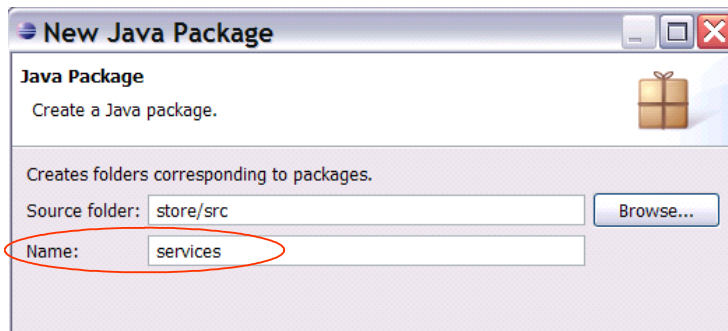 New Java Package
Java Package
Create a Java package.
Creates folders corresponding to packages.
Source folder: store/src Browse...
Name: services